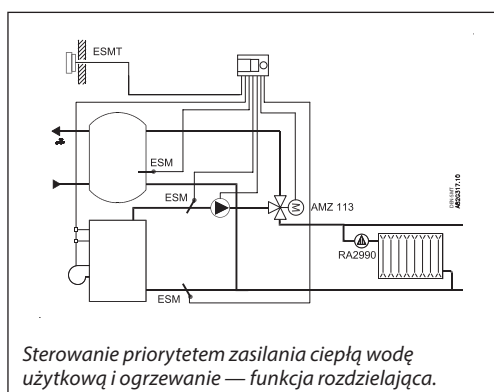 ESMT
ESM
ESM
M
AMZ 113
RA2990
ESM
Sterowanie priorytetem zasilania ciepłą wodę
użytkową i ogrzewanie — funkcja rozdzielająca.